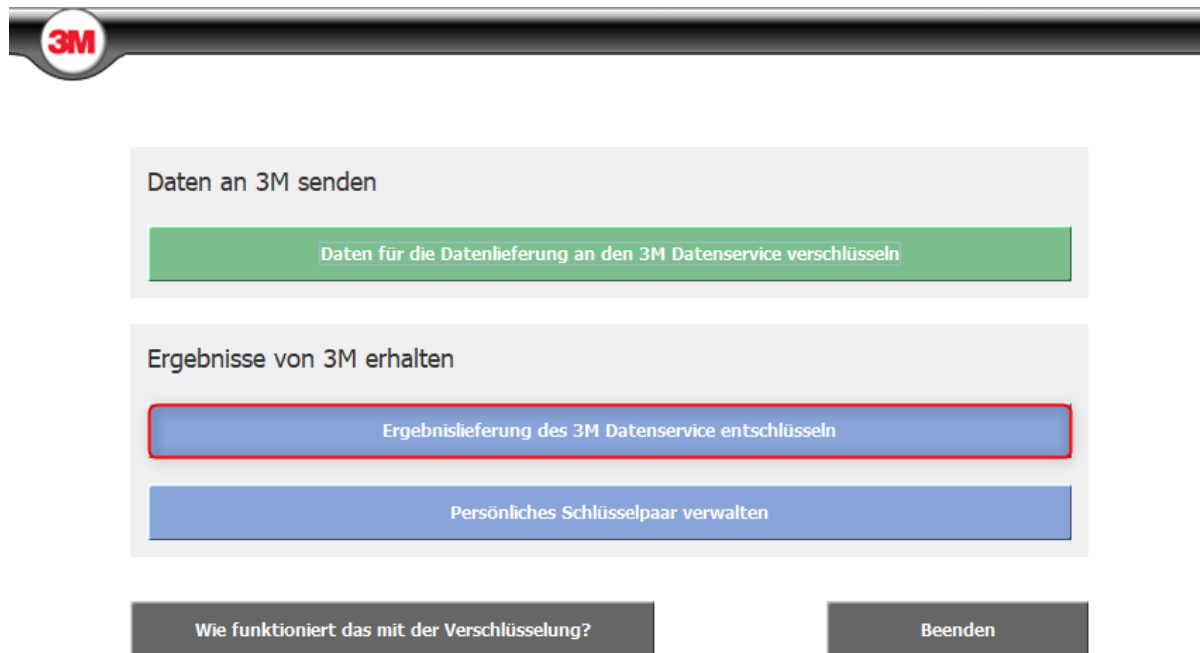 3M
Daten an 3M senden
Daten für die Datenlieferung an den 3M Datenservice verschlüsseln
Ergebnisse von 3M erhalten
Ergebnislieferung des 3M Datenservice entschlüsseln
Persönliches Schlüsselpaar verwalten
Wie funktioniert das mit der Verschlüsselung?
Beenden